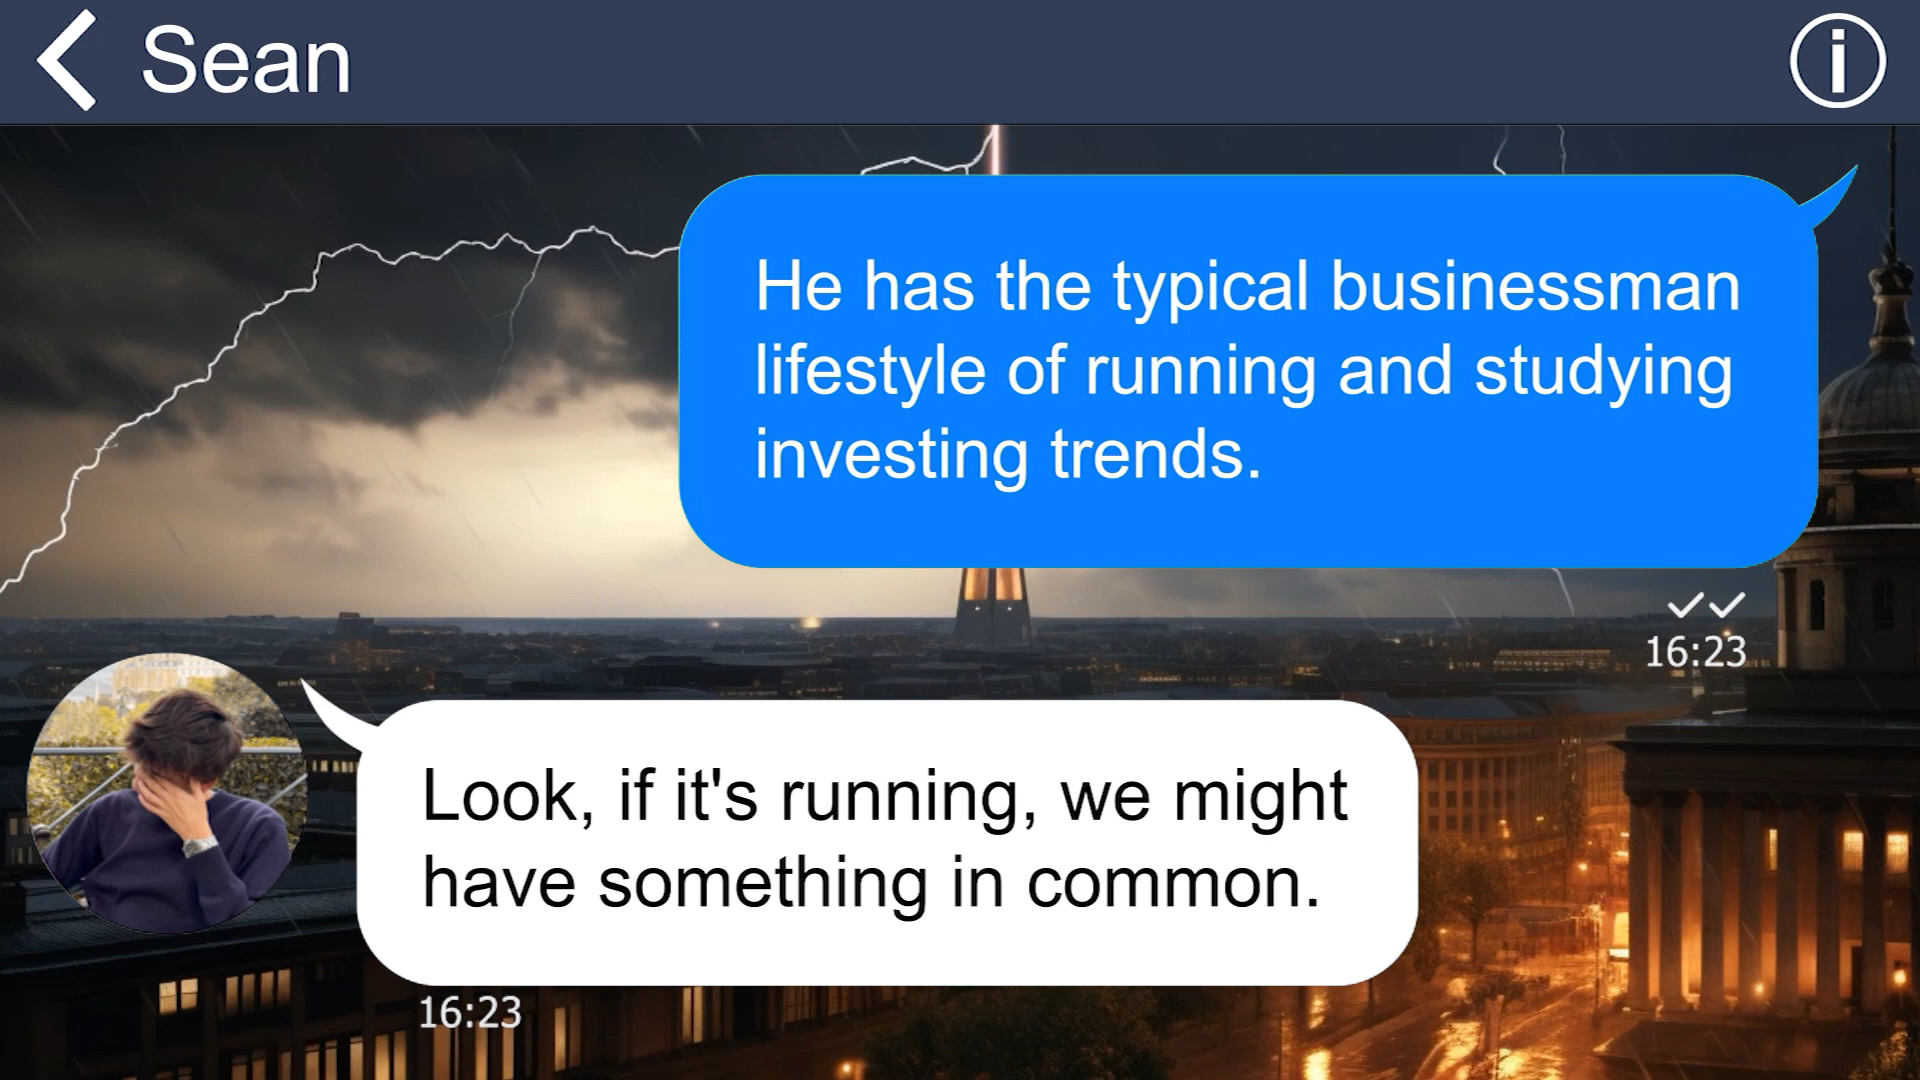 Sean
He has the typical businessman
lifestyle of running and studying
investing trends.
16:23
Look, if it's running, we might
have something in common.
16:23